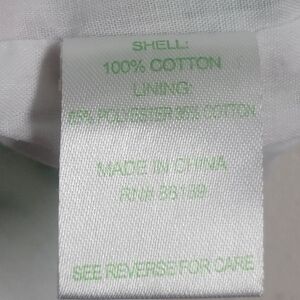 SHELL:
100% COTTON
LINING:
65% POLYESTER 35% COTTON
MADE IN CHINA
RN#
SEE REVERSE FOR CARE